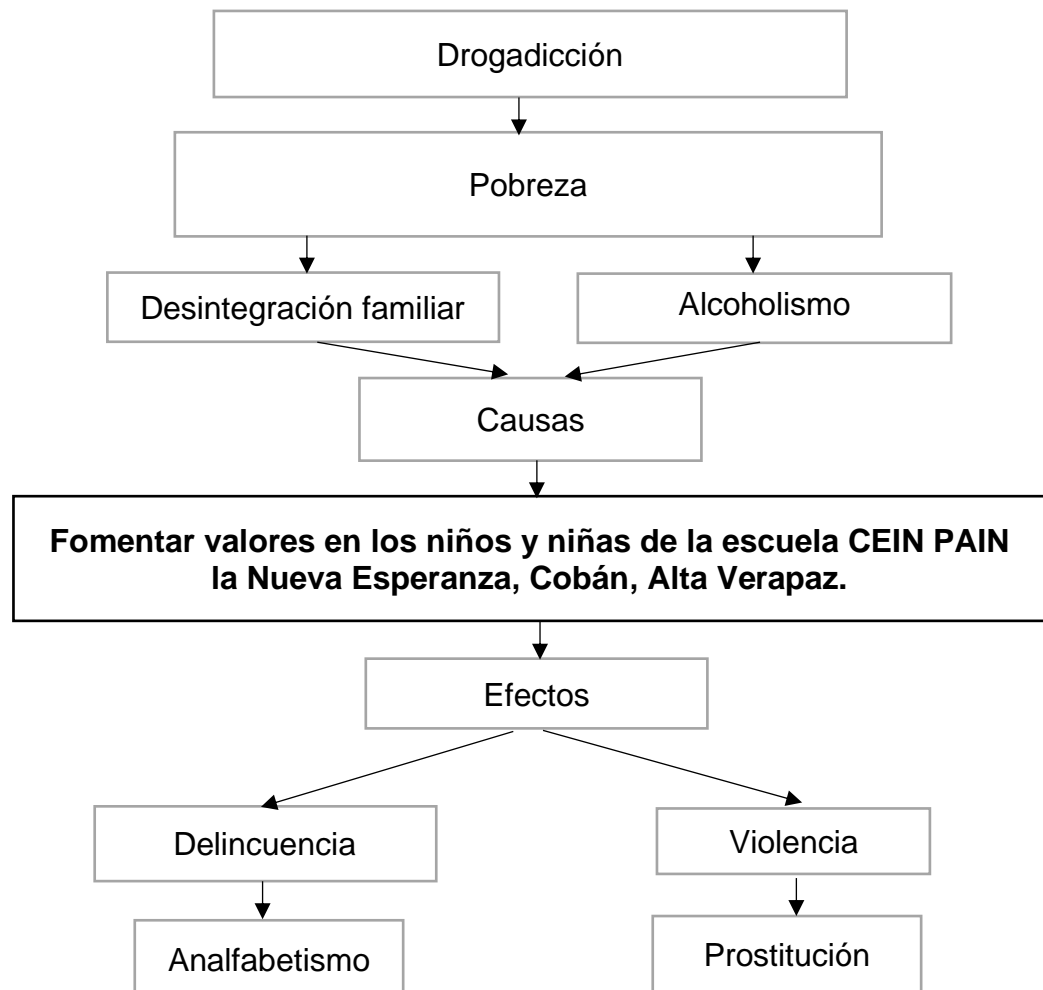 Drogadicción
Pobreza
Desintegración familiar
Alcoholismo
Causas
Fomentar valores en los niños y niñas de la escuela CEIN PAIN
la Nueva Esperanza, Cobán, Alta Verapaz.
Efectos
Delincuencia
Violencia
Analfabetismo
Prostitución